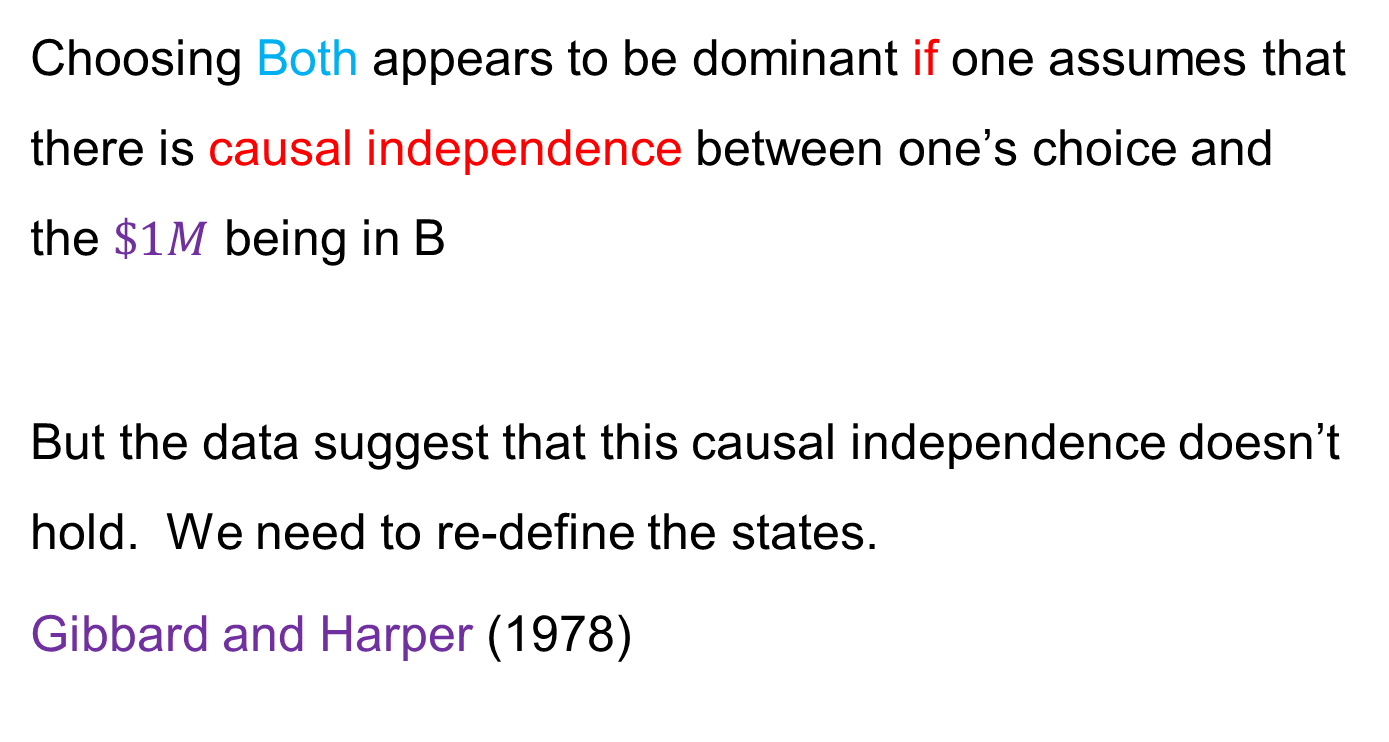 Choosing Both appears to be dominant if one assumes that
there is causal independence between one’s choice and
the $1M being in B
But the data suggest that this causal independence doesn’t
hold.  We need to re-define the states.
Gibbard and Harper (1978)